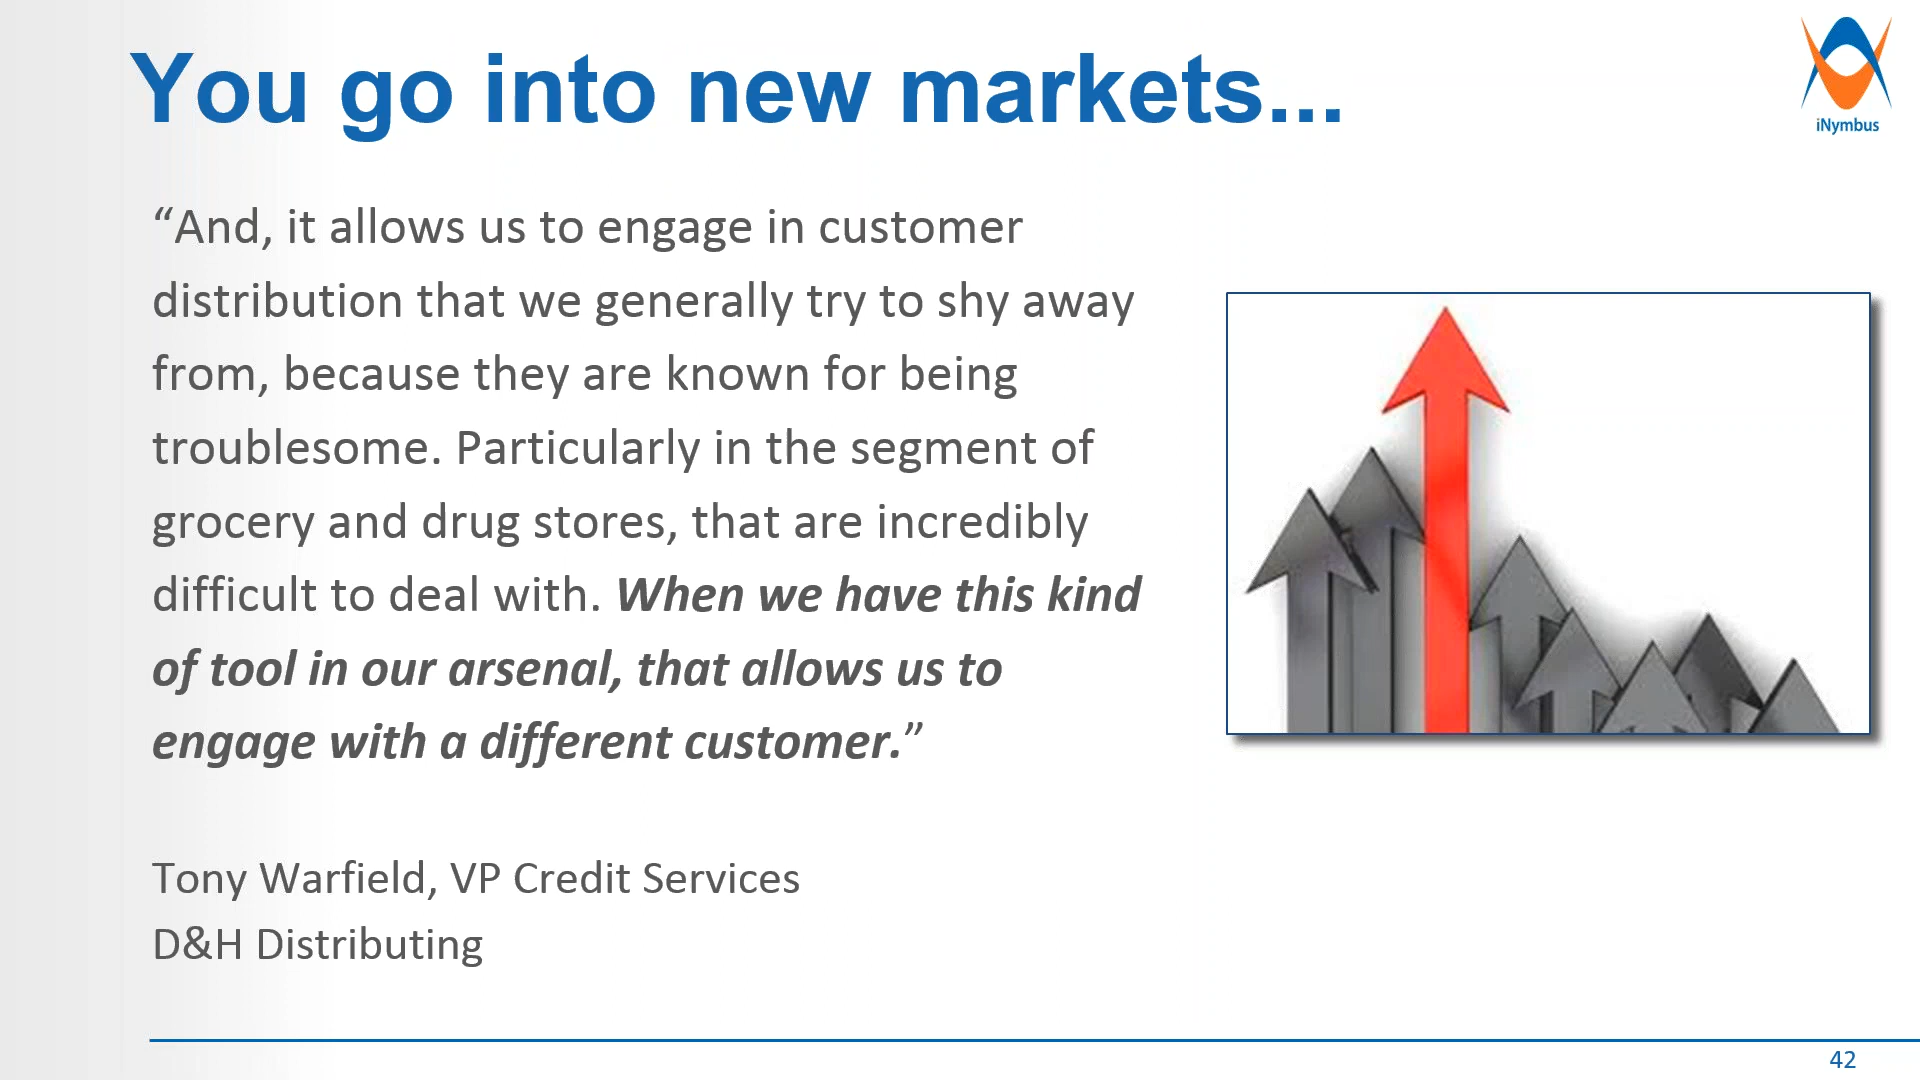 You go into new markets...
iNymbus
“And, it allows us to engage in customer
distribution that we generally try to shy away
from, because they are known for being
troublesome. Particularly in the segment of
grocery and drug stores, that are incredibly
difficult to deal with. When we have this kind
of tool in our arsenal, that allows us to
engage with a different customer.”
Tony Warfield, VP Credit Services
D&H Distributing
42